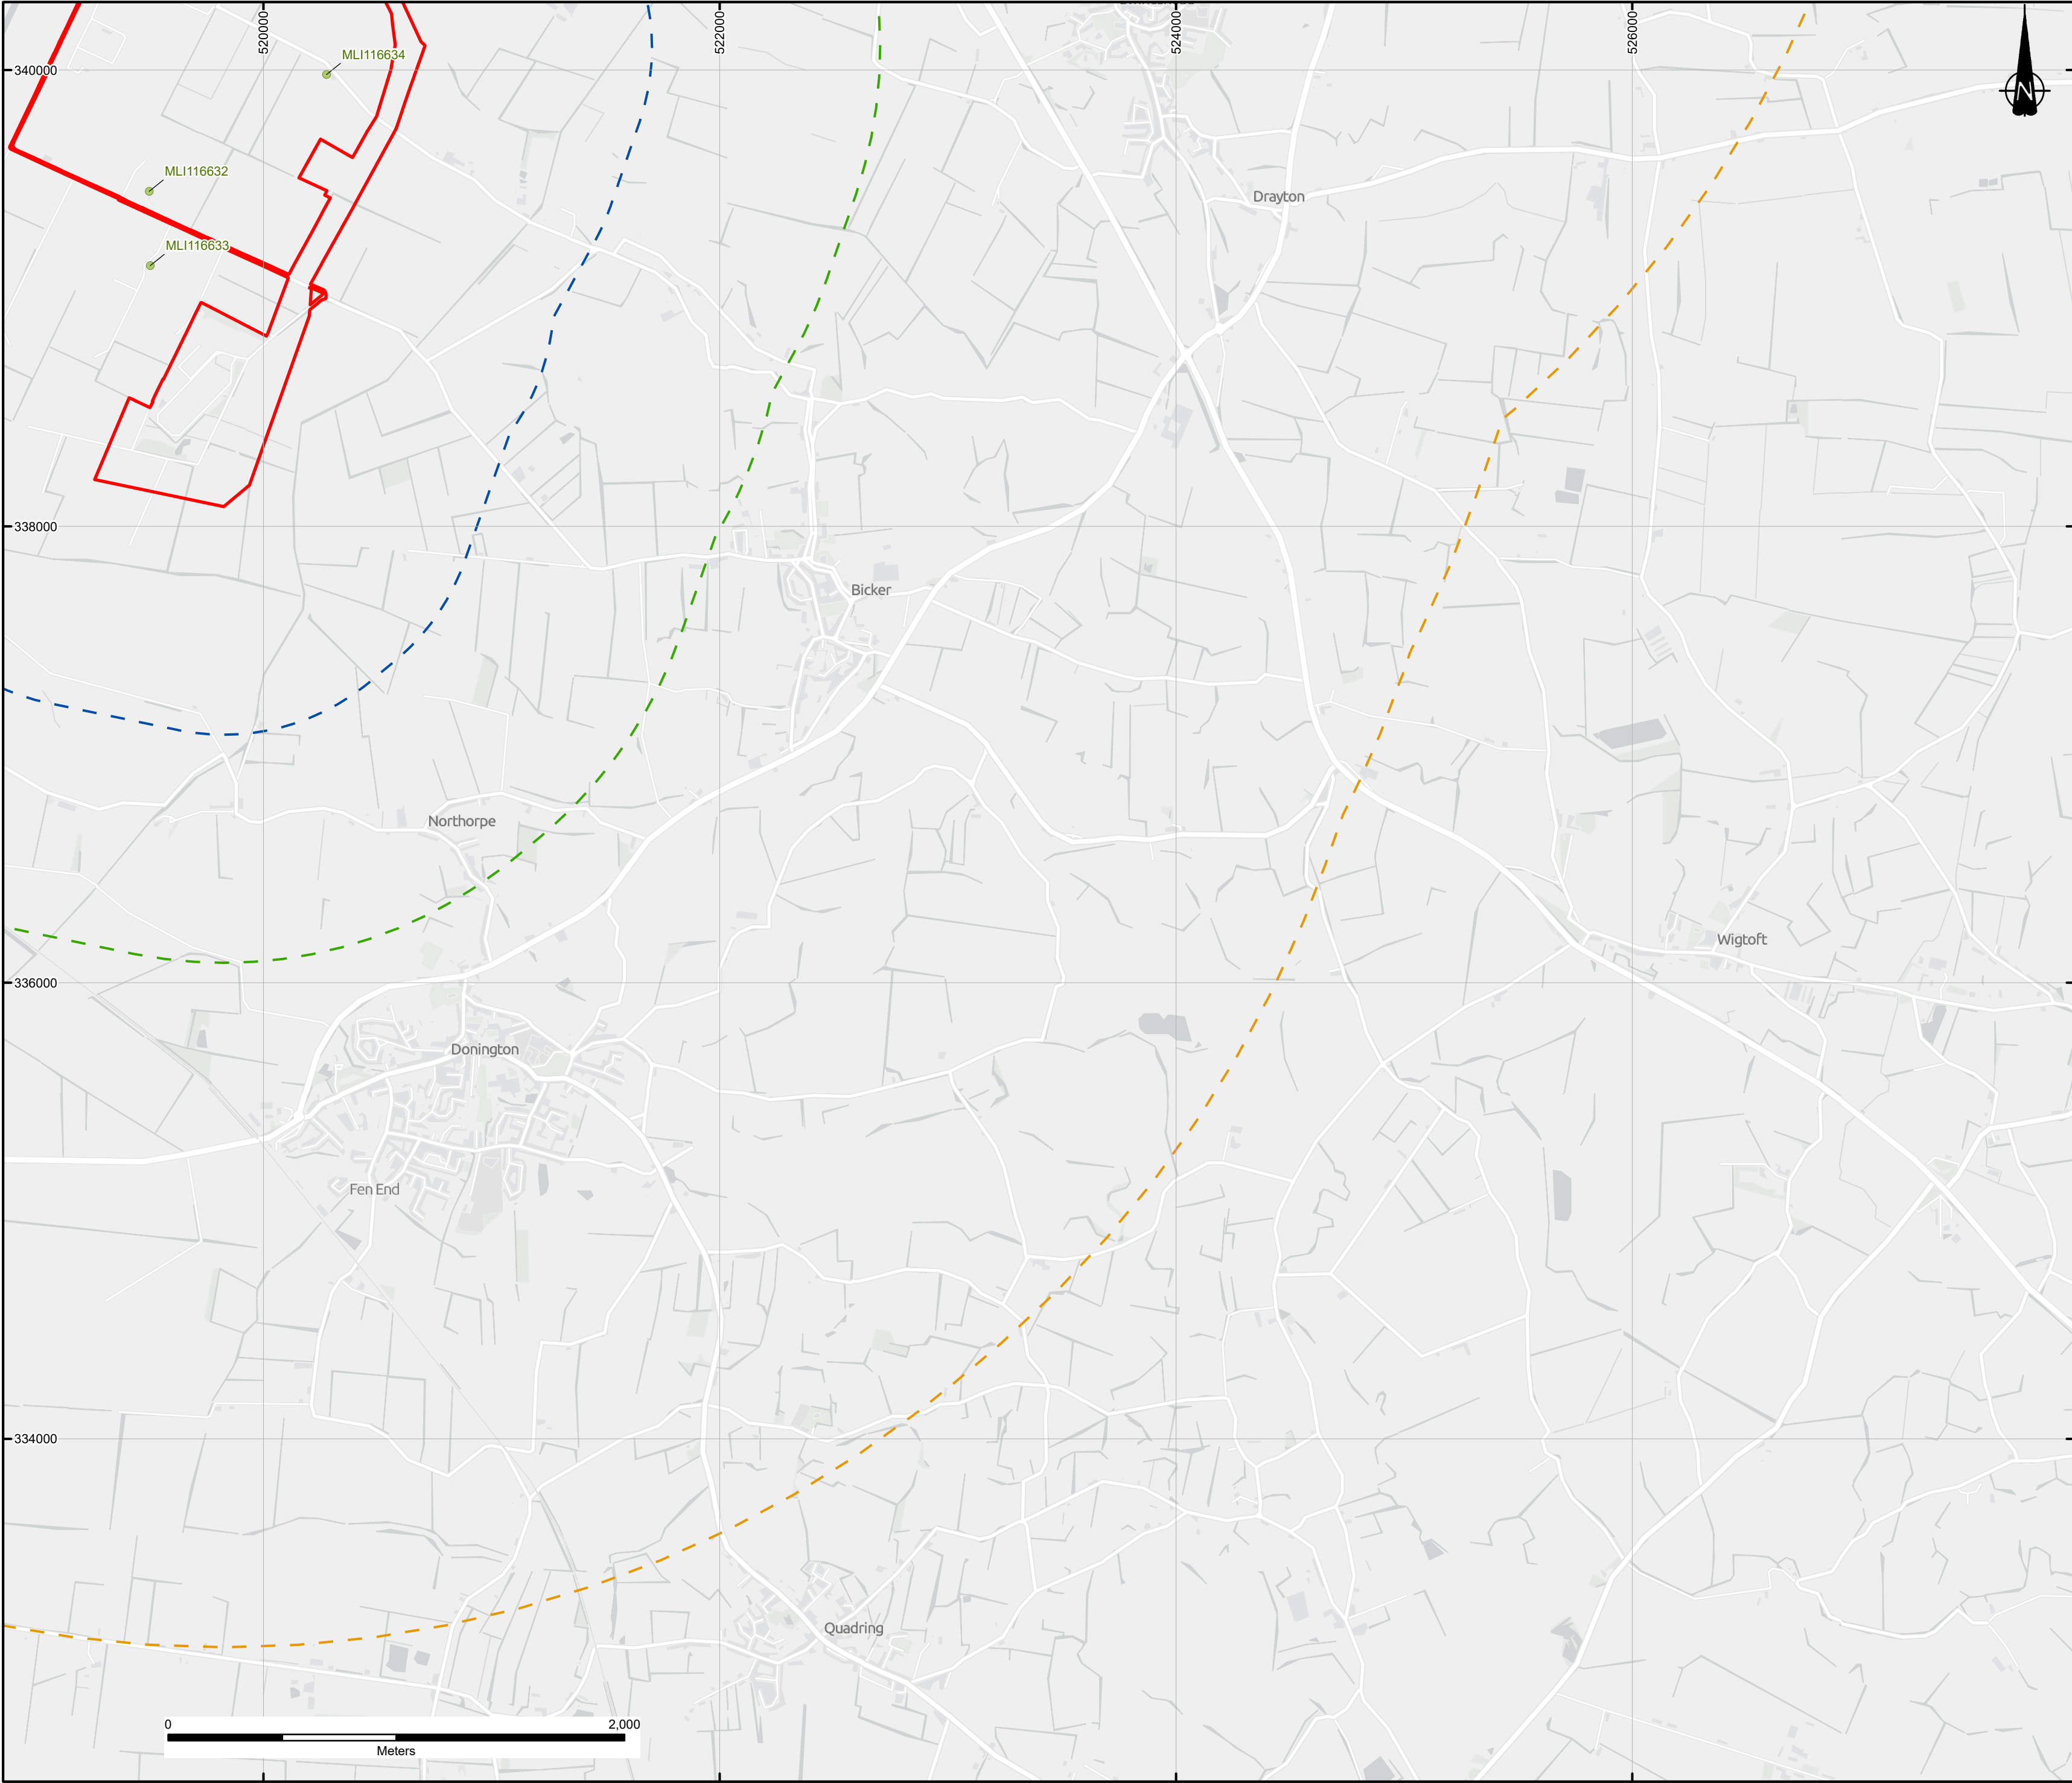 520000
522000
524000
526000
340000
MLI116634
N
MLI116632
Drayton
MLI116633
338000
Bicker
Northorpe
Wigtoft
336000
Donington
Fen End
334000
Quadring
0 2,000
Meters